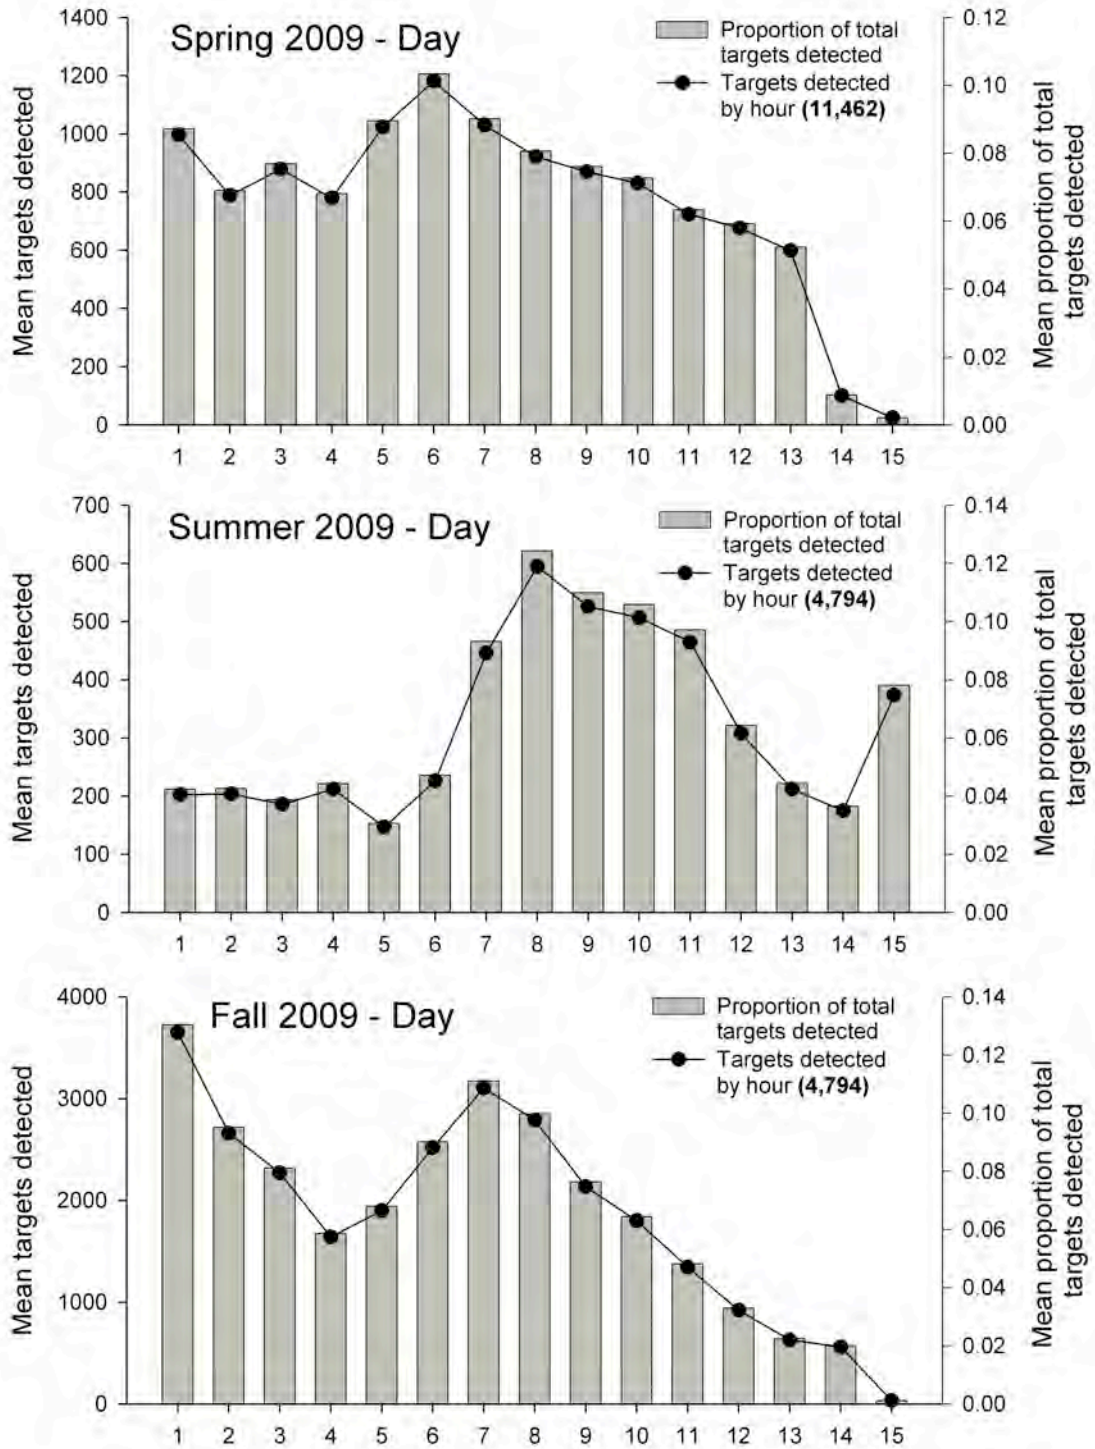 Spring 2009 - Day
Proportion of total
targets detected
Targets detected
by hour (11,462)
Mean targets detected
1400
1200
1000
800
600
400
200
0
0.12
0.10
0.08
0.06
0.04
0.02
0.00
Mean proportion of total
targets detected
1 2 3 4 5 6 7 8 9 10 11 12 13 14 15
Summer 2009 - Day
Proportion of total
targets detected
Targets detected
by hour (4,794)
Mean targets detected
700
600
500
400
300
200
100
0
0.14
0.12
0.10
0.08
0.06
0.04
0.02
0.00
Mean proportion of total
targets detected
1 2 3 4 5 6 7 8 9 10 11 12 13 14 15
Fall 2009 - Day
Proportion of total
targets detected
Targets detected
by hour (4,794)
Mean targets detected
4000
3000
2000
1000
0
0.14
0.12
0.10
0.08
0.06
0.04
0.02
0.00
Mean proportion of total
targets detected
1 2 3 4 5 6 7 8 9 10 11 12 13 14 15